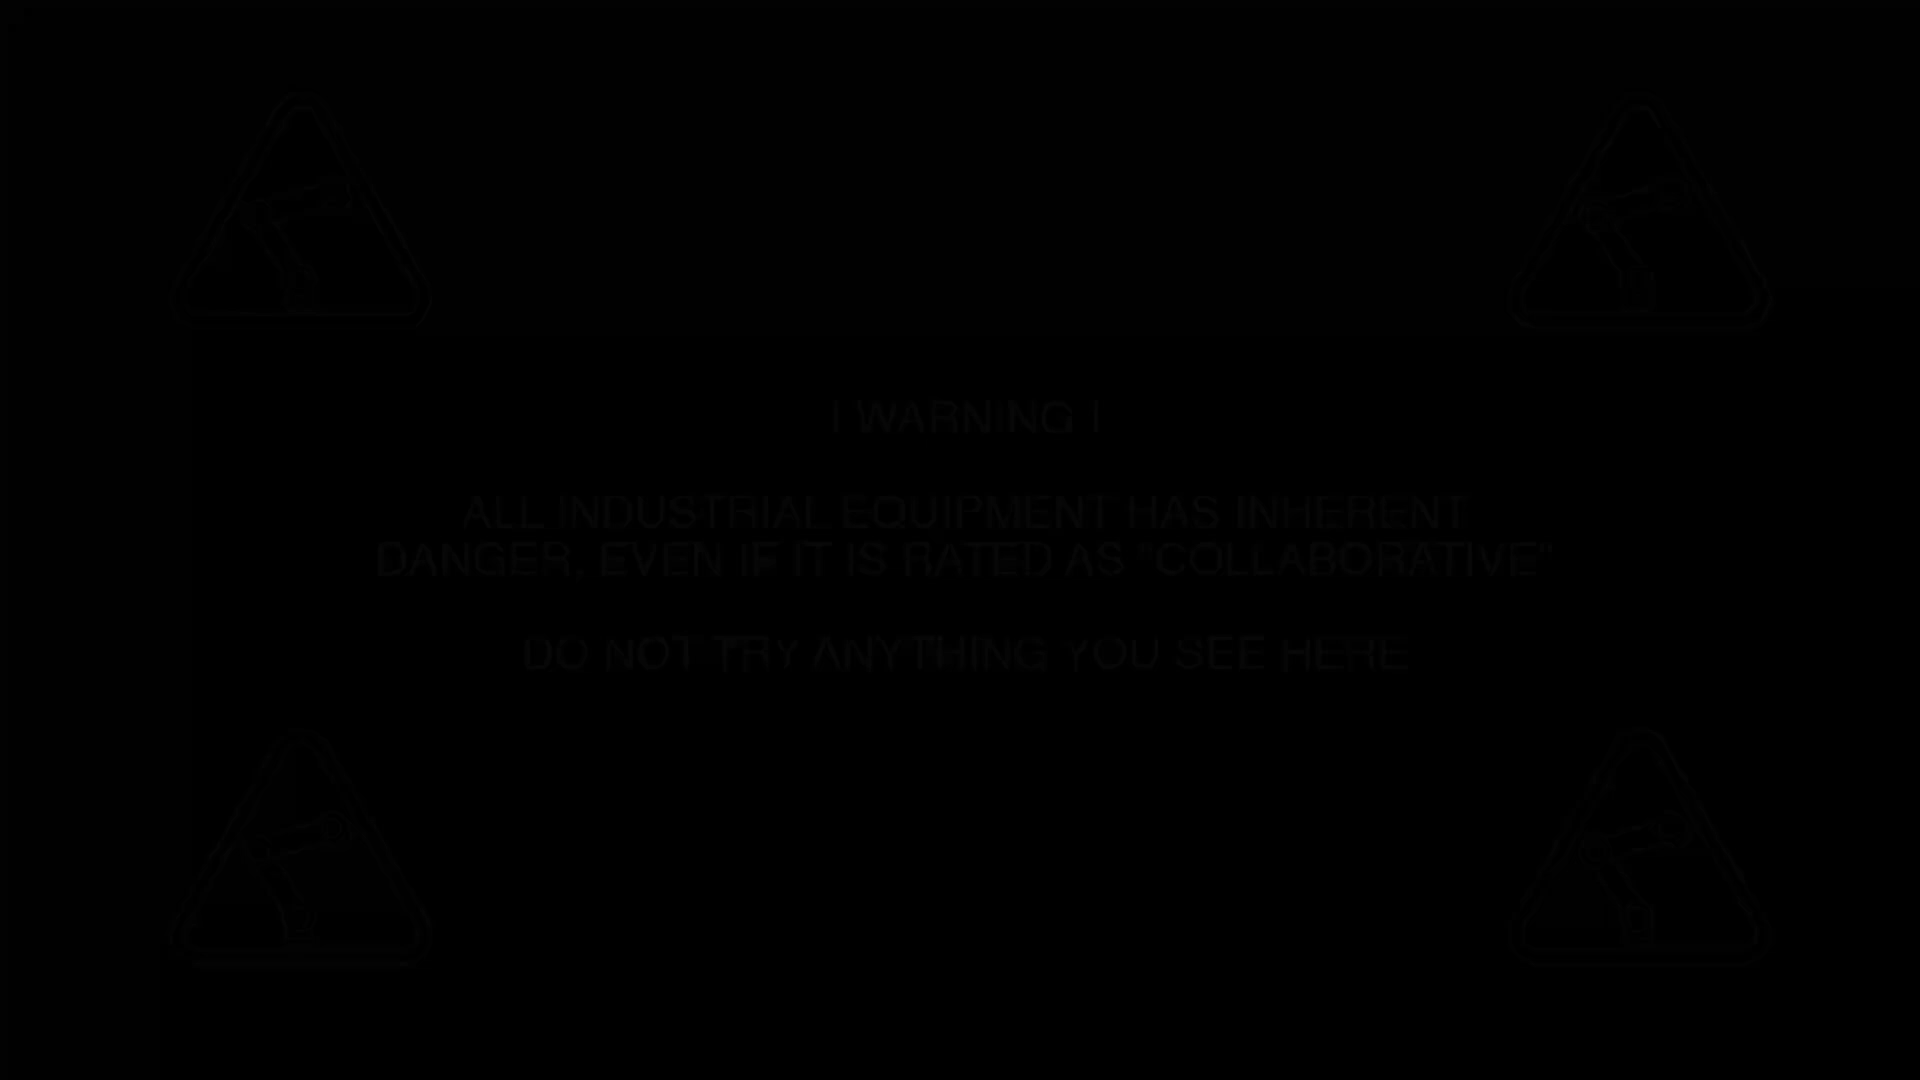 ! WARNING !
ALL INDUSTRIAL EQUIPMENT HAS INHERENT
DANGER, EVEN IF IT IS RATED AS "COLLABORATIVE"
DO NOT TRY ANYTHING YOU SEE HERE